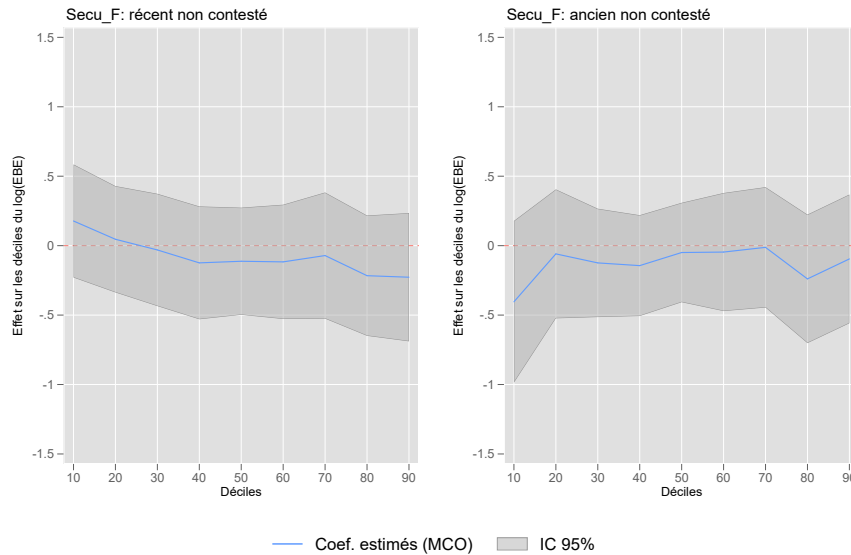 Secu_F: récent non contesté
1.5
1
.5
0
-.5
-1
-1.5
Effet sur les déciles du log(EBE)
10 20 30 40 50 60 70 80 90
Déciles
Secu_F: ancien non contesté
1.5
1
.5
0
-.5
-1
-1.5
Effet sur les déciles du log(EBE)
10 20 30 40 50 60 70 80 90
Déciles
Coef. estimés (MCO) IC 95%